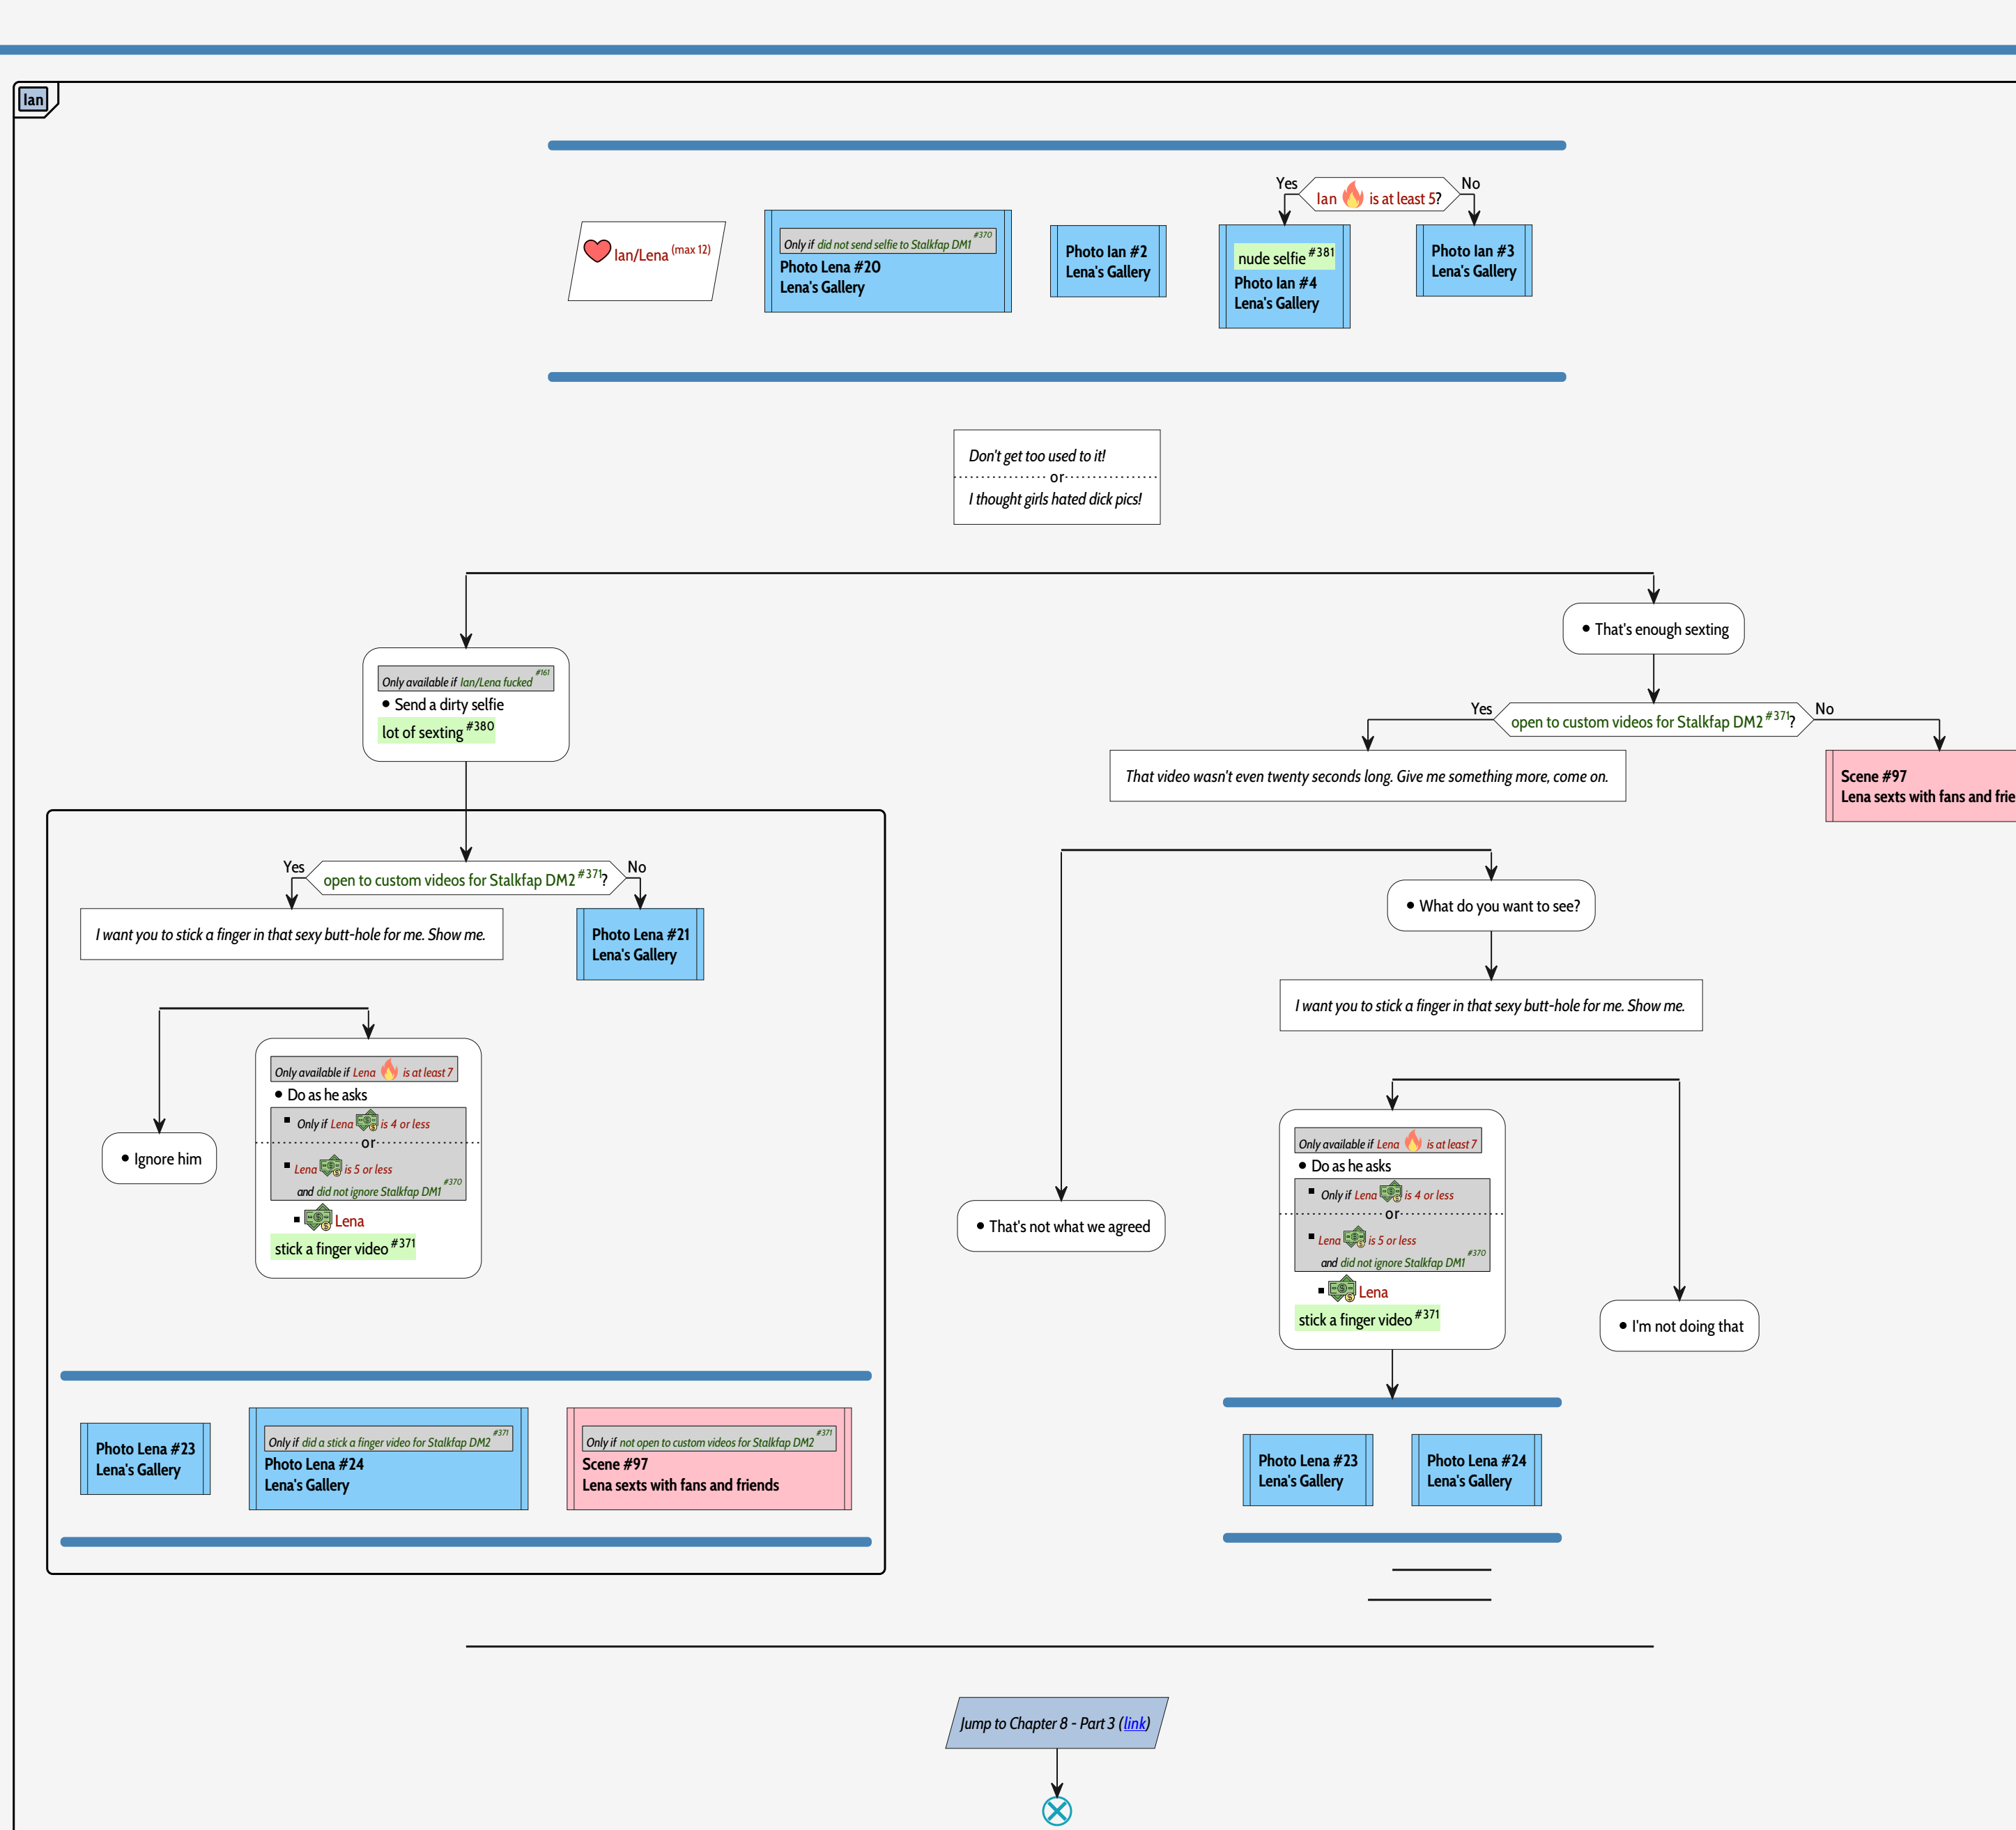 Ian
Yes
Ian is at least 5?
No
Ian/Lena (max 12)
Only if did not send selfie to Stalkfap DM1 #370
Photo Lena #20
Lena's Gallery
Photo Ian #2
Lena's Gallery
nude selfie #381
Photo Ian #4
Lena's Gallery
Photo Ian #3
Lena's Gallery
Don't get too used to it!
or
I thought girls hated dick pics!
Only available if Ian/Lena fucked #161
• Send a dirty selfie
lot of sexting #380
• That's enough sexting
Yes
open to custom videos for Stalkfap DM2 #371?
No
That video wasn't even twenty seconds long. Give me something more, come on.
Scene #97
Lena sexts with fans and frie
Yes
open to custom videos for Stalkfap DM2 #371?
No
I want you to stick a finger in that sexy butt-hole for me. Show me.
Photo Lena #21
Lena's Gallery
• Ignore him
Only available if Lena is at least 7
• Do as he asks
▪ Only if Lena is 4 or less
or
▪ Lena is 5 or less
and did not ignore Stalkfap DM1 #370
▪ Lena
stick a finger video #371
Photo Lena #23
Lena's Gallery
Only if did a stick a finger video for Stalkfap DM2 #371
Photo Lena #24
Lena's Gallery
Only if not open to custom videos for Stalkfap DM2 #371
Scene #97
Lena sexts with fans and friends
• What do you want to see?
I want you to stick a finger in that sexy butt-hole for me. Show me.
• That's not what we agreed
Only available if Lena is at least 7
• Do as he asks
▪ Only if Lena is 4 or less
or
▪ Lena is 5 or less
and did not ignore Stalkfap DM1 #370
▪ Lena
stick a finger video #371
• I'm not doing that
Photo Lena #23
Lena's Gallery
Photo Lena #24
Lena's Gallery
Jump to Chapter 8 - Part 3 (link)